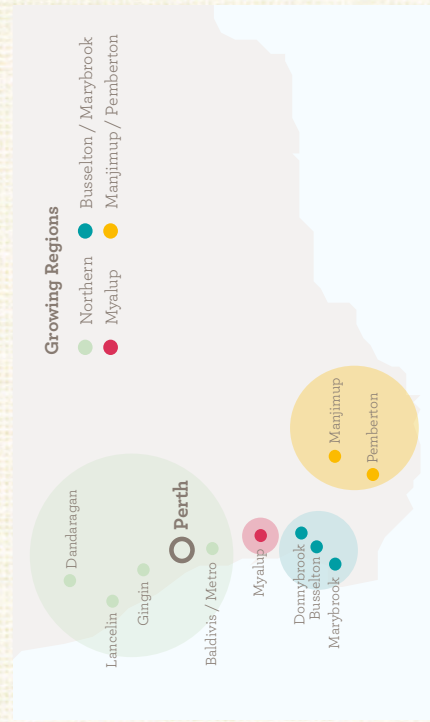 Growing Regions
Northern
Busselton / Marybrook
Myalup
Manjimup / Pemberton
Dandaragan
Lancelin
Gingin
Perth
Baldivis / Metro
Myalup
Donnybrook
Busselton
Marybrook
Manjimup
Pemberton